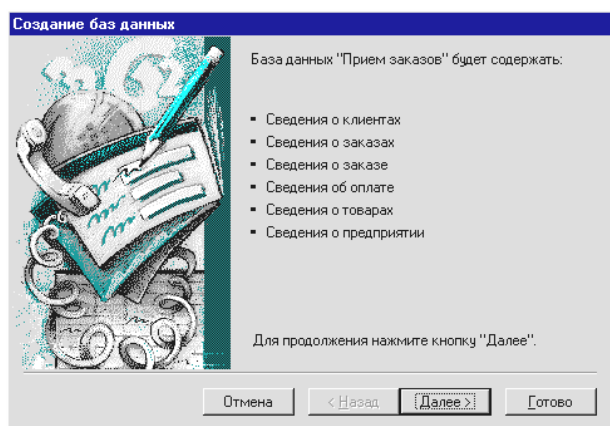 Создание баз данных
База данных "Прием заказов" будет содержать:
▪ Сведения о клиентах
▪ Сведения о заказах
▪ Сведения о заказе
▪ Сведения об оплате
▪ Сведения о товарах
▪ Сведения о предприятии
Для продолжения нажмите кнопку "Далее".
Отмена < Назад Далее > Готово